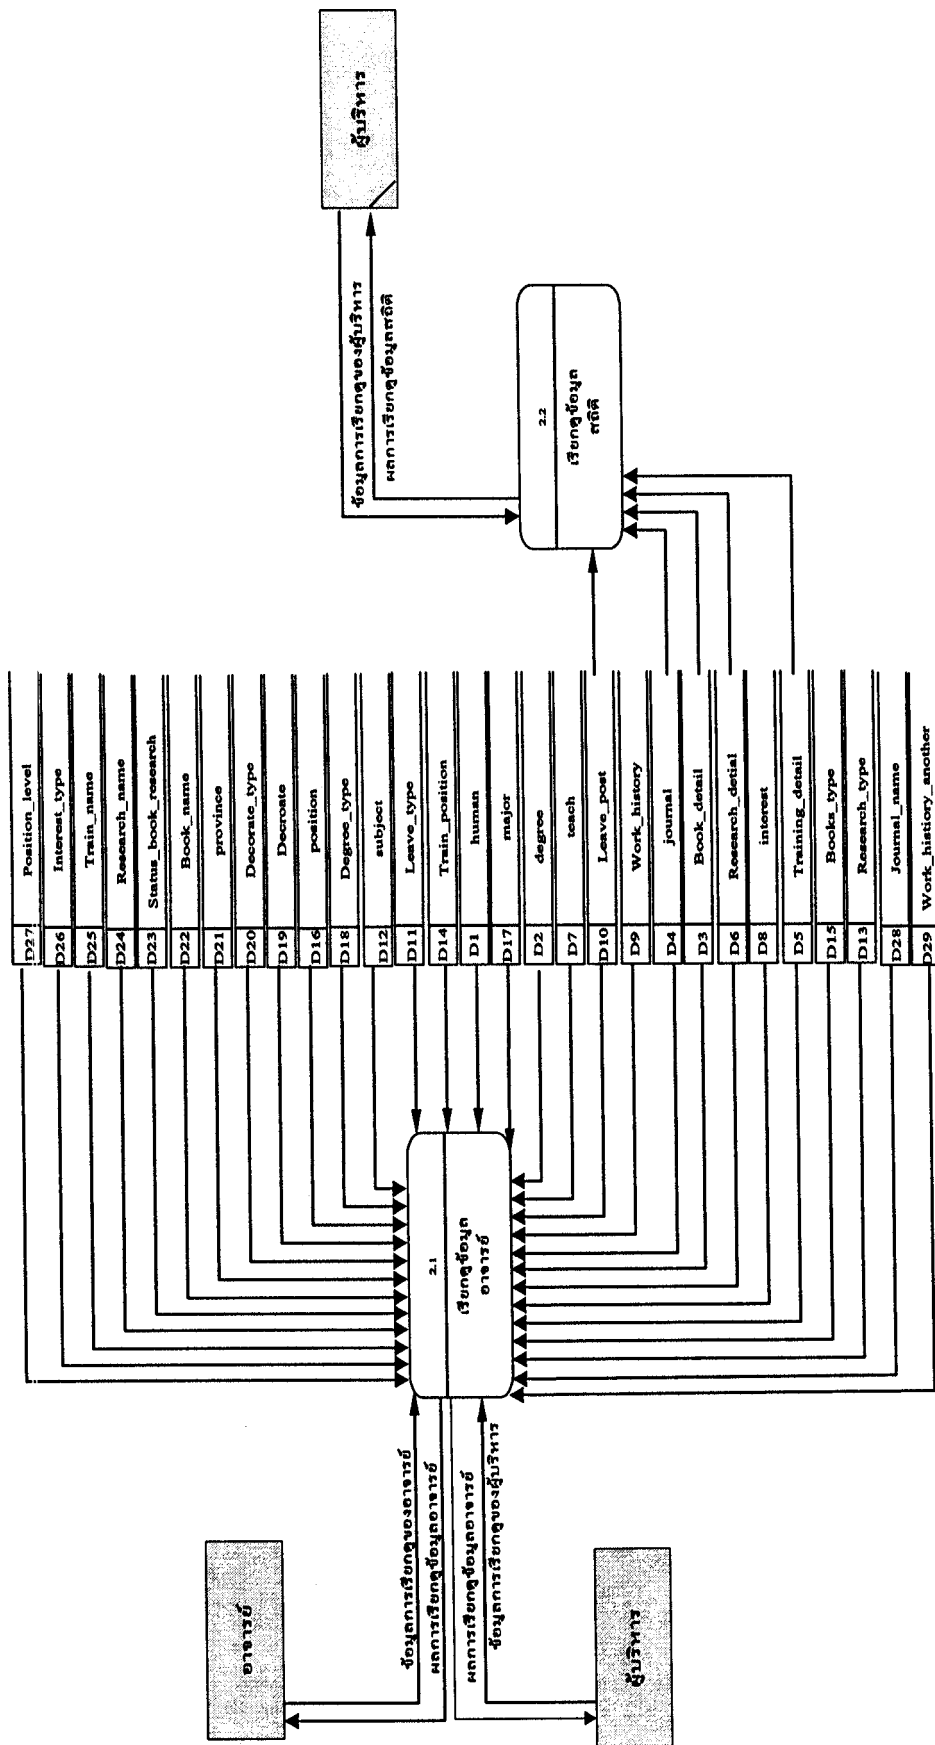 ผู้บริหาร
ข้อมูลการเรียกดูของผู้บริหาร
ผลการเรียกดูข้อมูลสถิติ
2.2
เรียกดูข้อมูล
สถิติ
D27 Position_level
D26 Interest_type
D25 Train_name
D24 Research_name
D23 Status_book_research
D22 Book_name
D21 province
D20 Decorate_type
D19 Decroate
D16 position
D18 Degree_type
D12 subject
D11 Leave_type
D14 Train_position
D1 human
D17 major
D2 degree
D7 teach
D10 Leave_post
D9 Work_history
D4 journal
D3 Book_detail
D6 Research_detial
D8 interest
D5 Training_detail
D15 Books_type
D13 Research_type
D28 Journal_name
D29 Work_histiory_another
2.1
เรียกดูข้อมูล
อาจารย์
ข้อมูลการเรียกดูของอาจารย์
ผลการเรียกดูข้อมูลอาจารย์
ผลการเรียกดูข้อมูลอาจารย์
ข้อมูลการเรียกดูของผู้บริหาร
อาจารย์
ผู้บริหาร